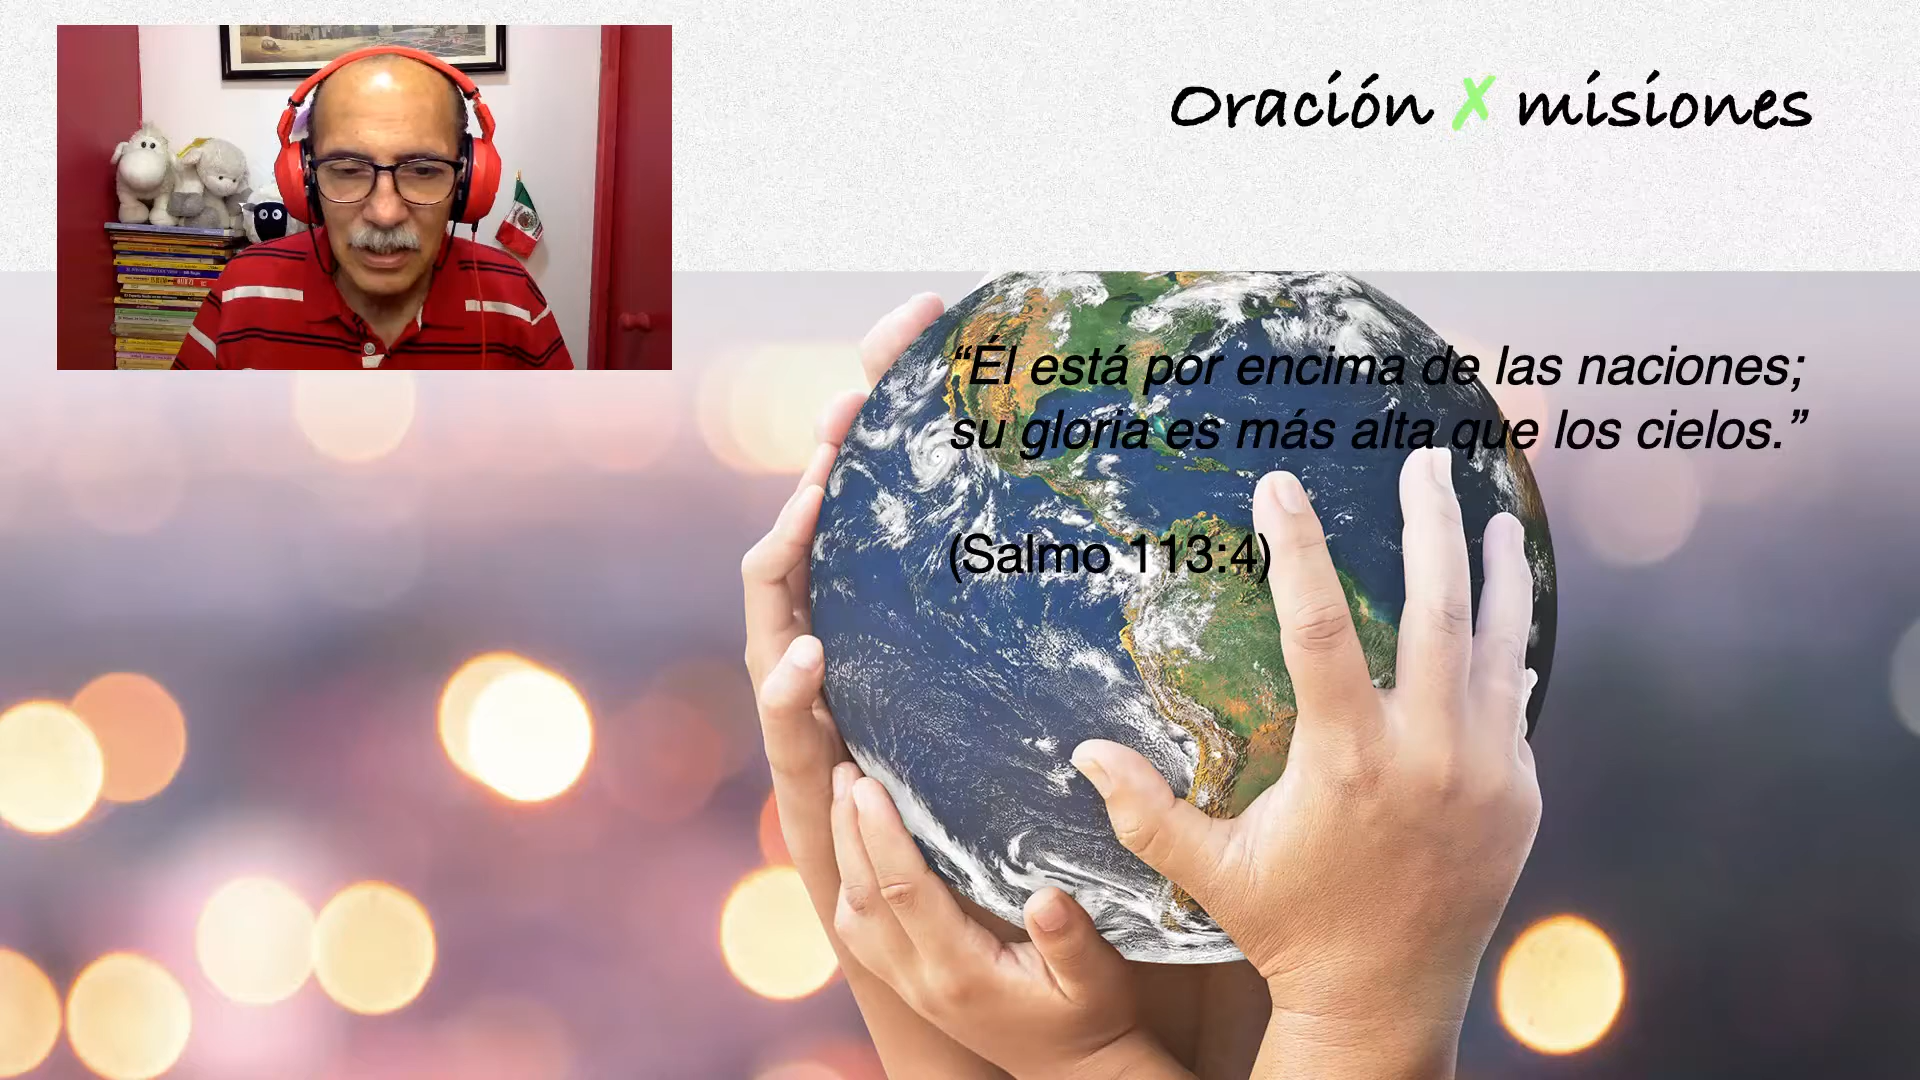 Oración X misiones
“Él está por encima de las naciones;
su gloria es más alta que los cielos.”
(Salmo 113:4)